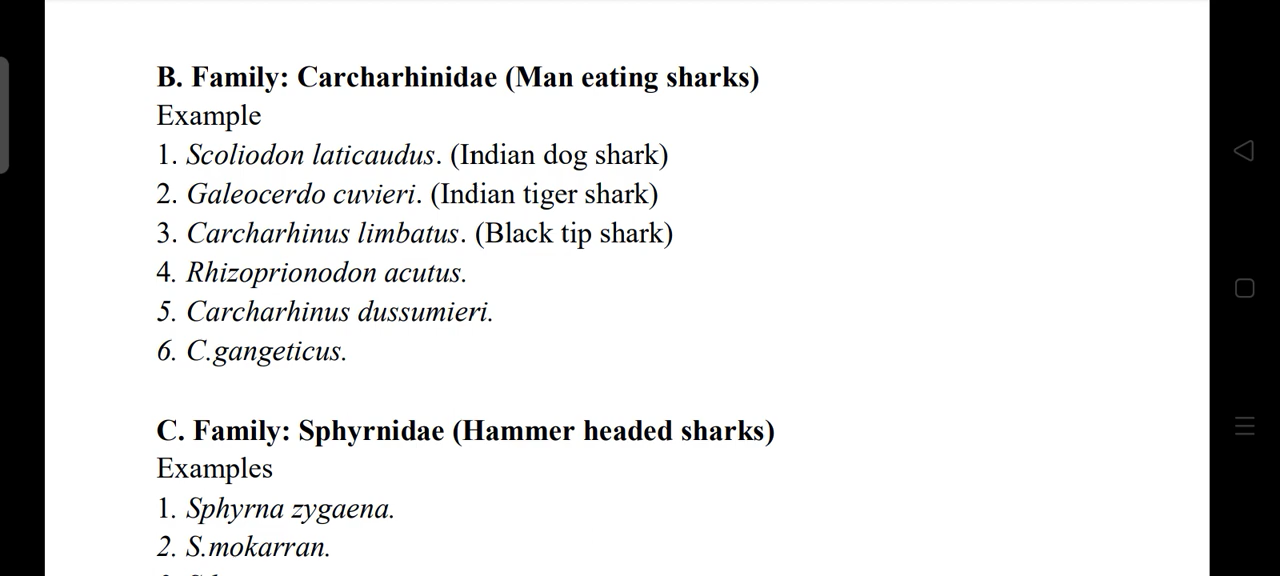 B. Family: Carcharhinidae (Man eating sharks)
Example
1. Scoliodon laticaudus. (Indian dog shark)
2. Galeocerdo cuvieri. (Indian tiger shark)
3. Carcharhinus limbatus. (Black tip shark)
4. Rhizoprionodon acutus.
5. Carcharhinus dussumieri.
6. C.gangeticus.
C. Family: Sphyrnidae (Hammer headed sharks)
Examples
1. Sphyrna zygaena.
2. S.mokarran.